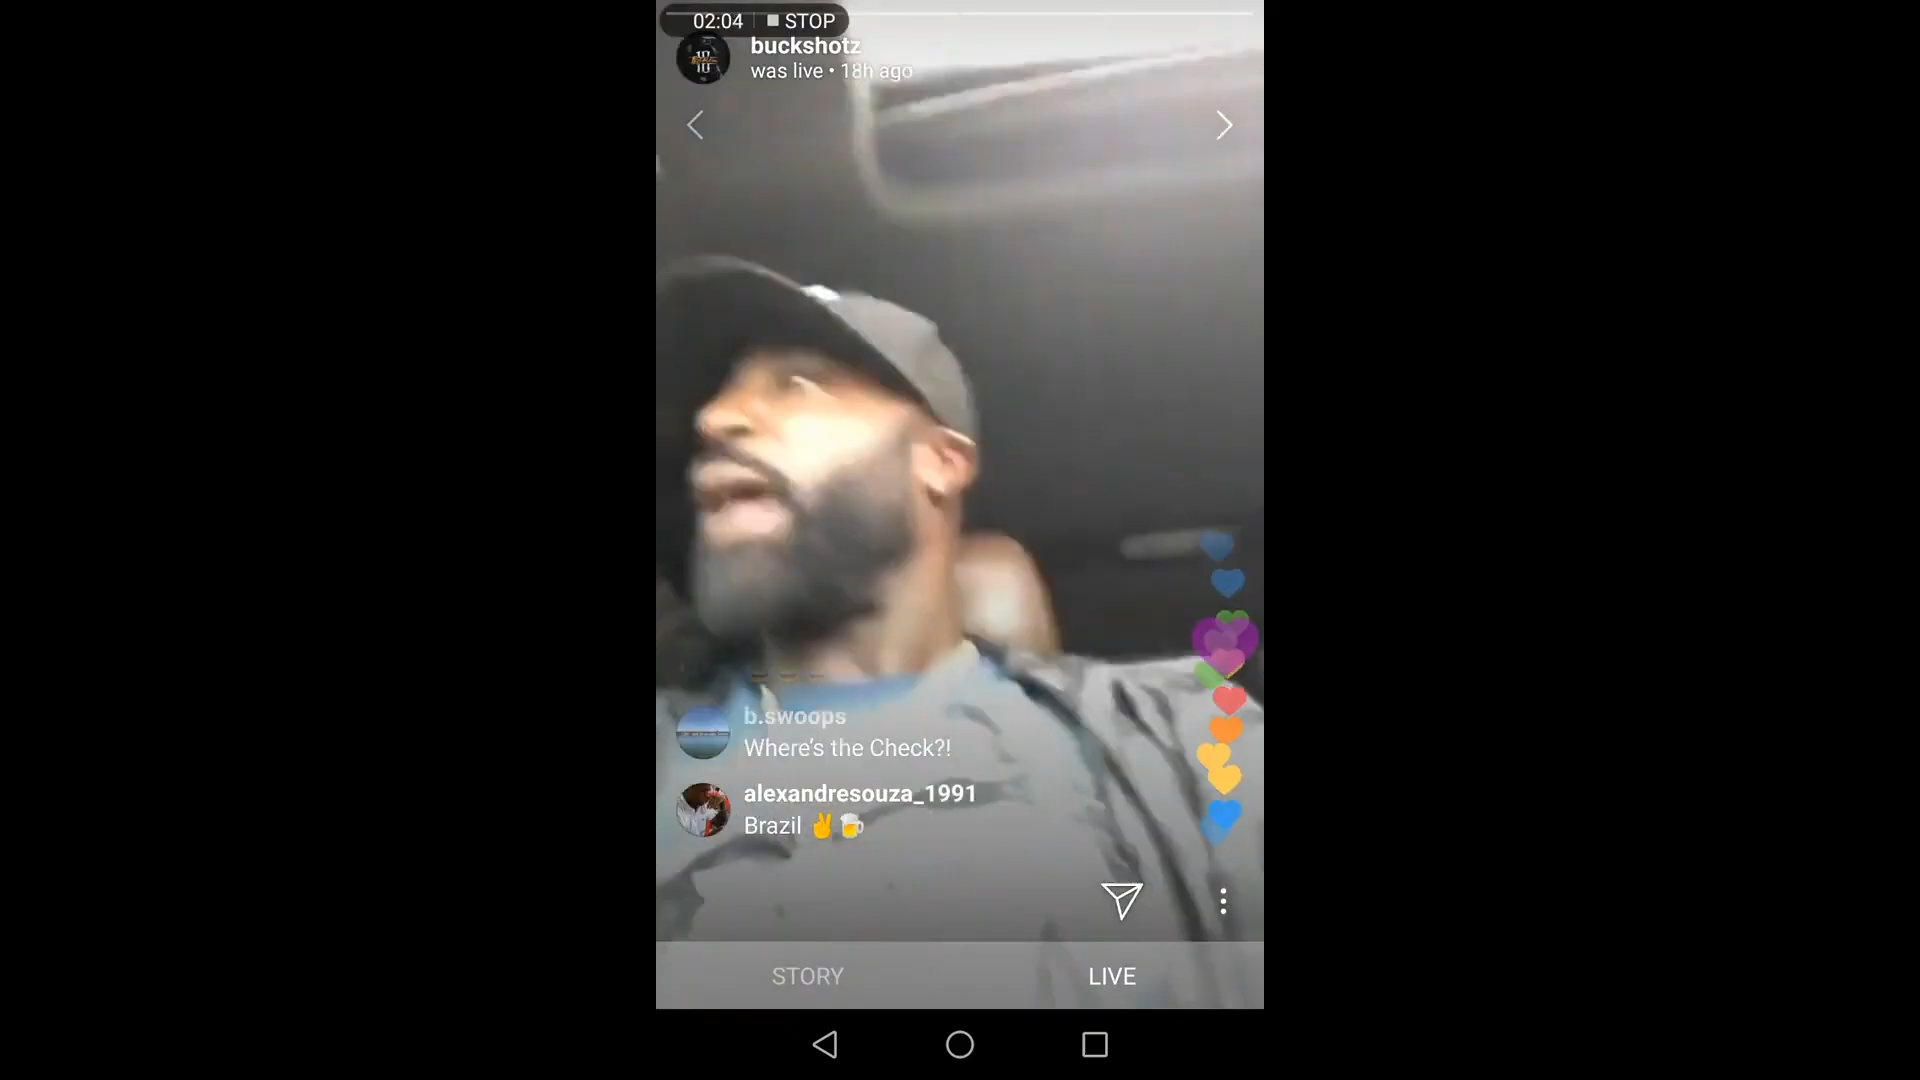 02:04 STOP
buckshotz
was live • 18h ago
b.swoops
Where's the Check?!
alexandresouza_1991
Brazil ✌️🍺
STORY LIVE